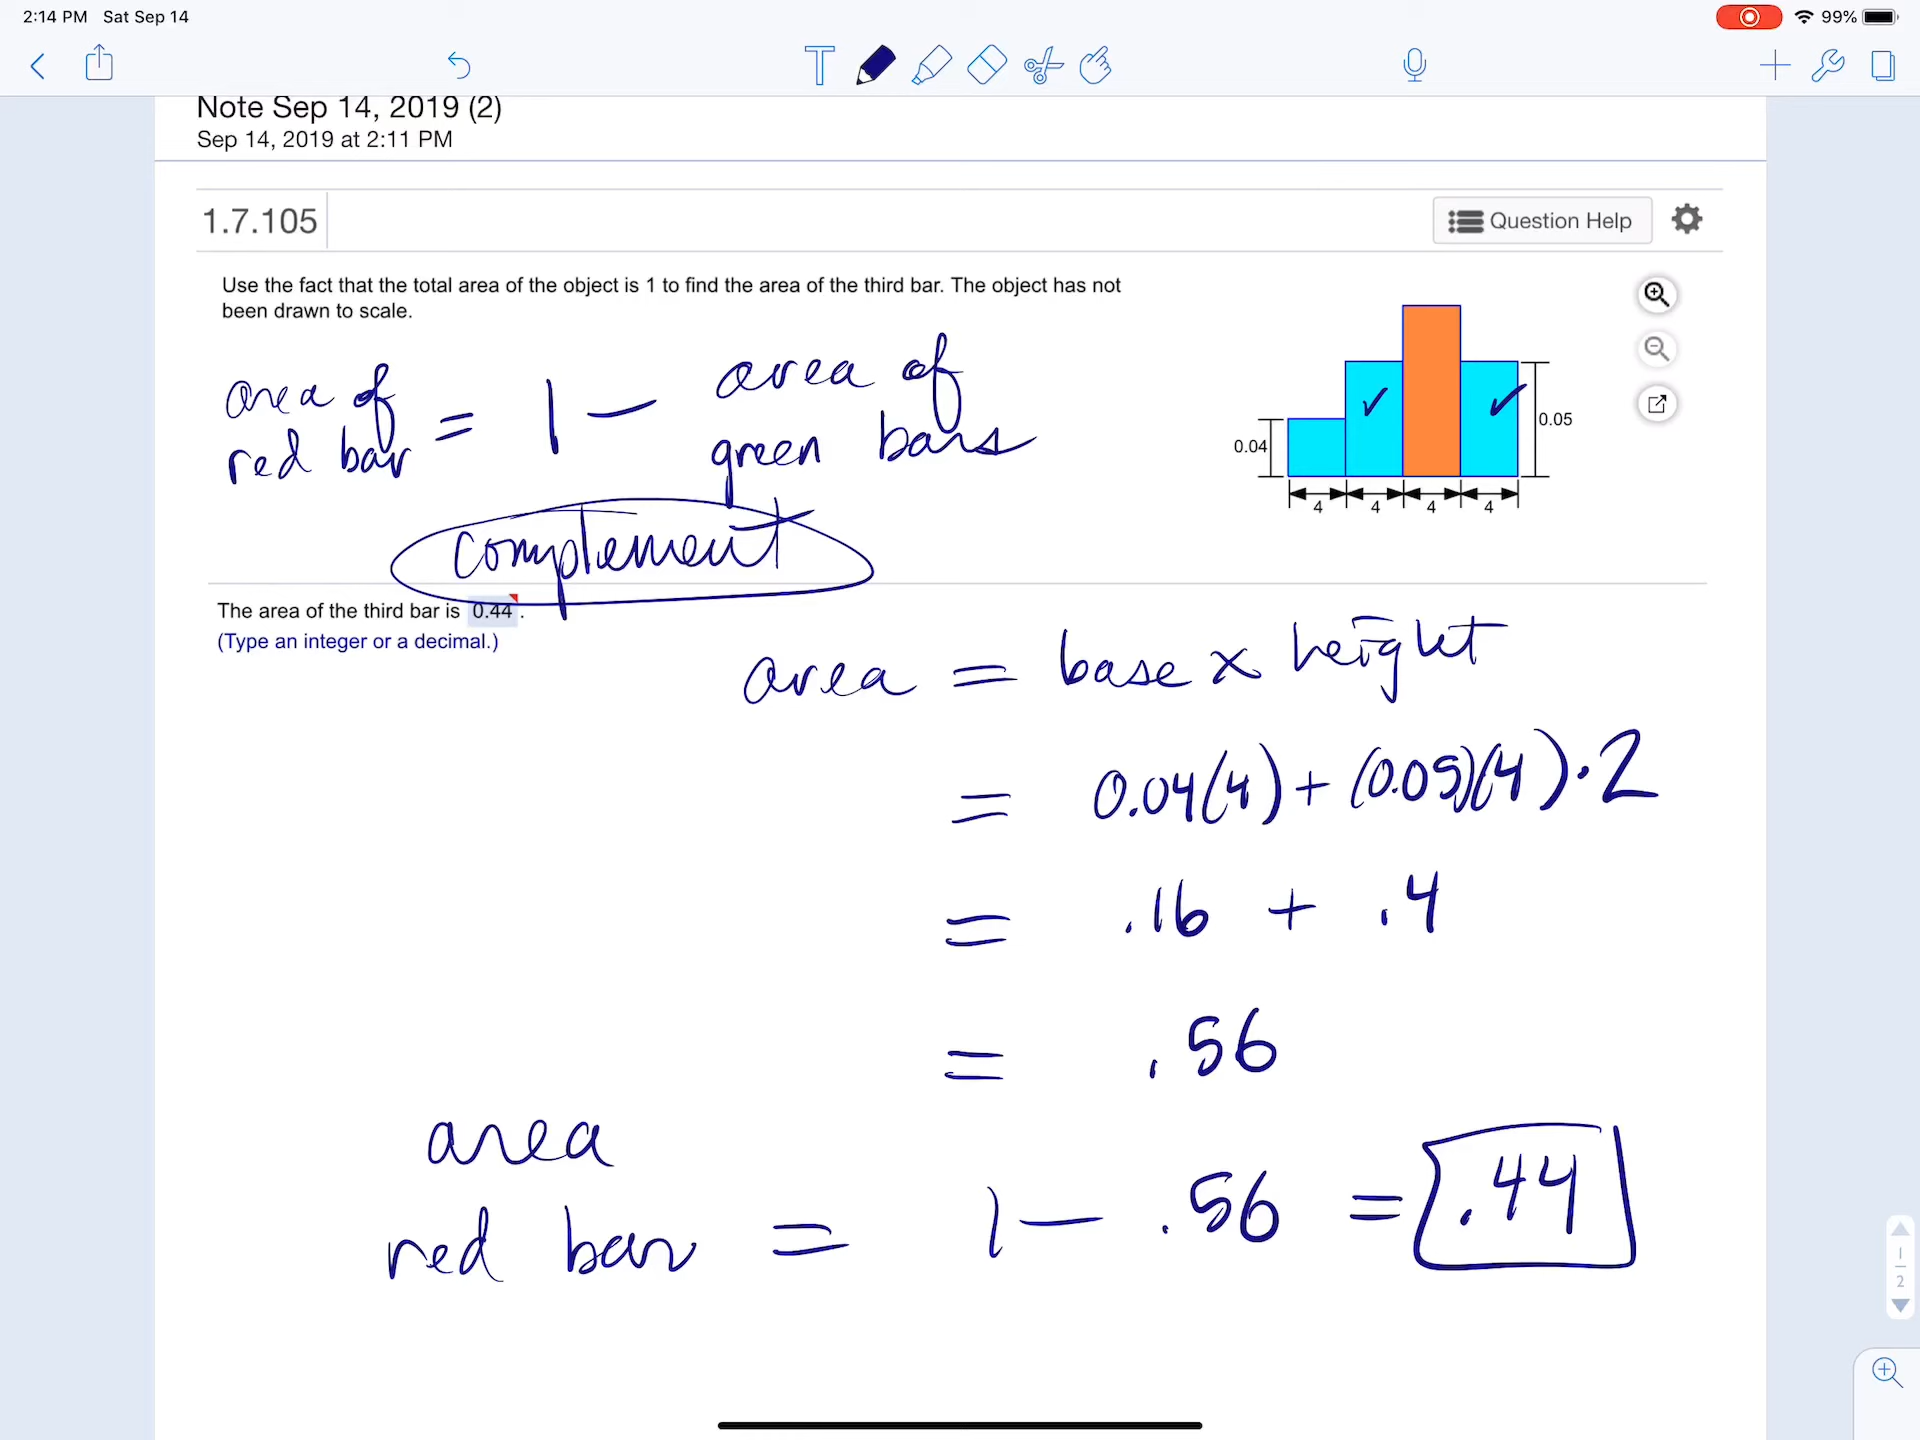 2:14 PM Sat Sep 14
99%
T
Note Sep 14, 2019 (2)
Sep 14, 2019 at 2:11 PM
1.7.105
Question Help
Use the fact that the total area of the object is 1 to find the area of the third bar. The object has not
been drawn to scale.
0.04
0.05
4 4 4 4
area of red bar = 1 − area of green bars
complement
The area of the third bar is 0.44 .
(Type an integer or a decimal.)
area = base x height
= 0.04(4) + (0.05)(4) · 2
= .16 + .4
= .56
area
red bar = 1 − .56 = .44
1
2